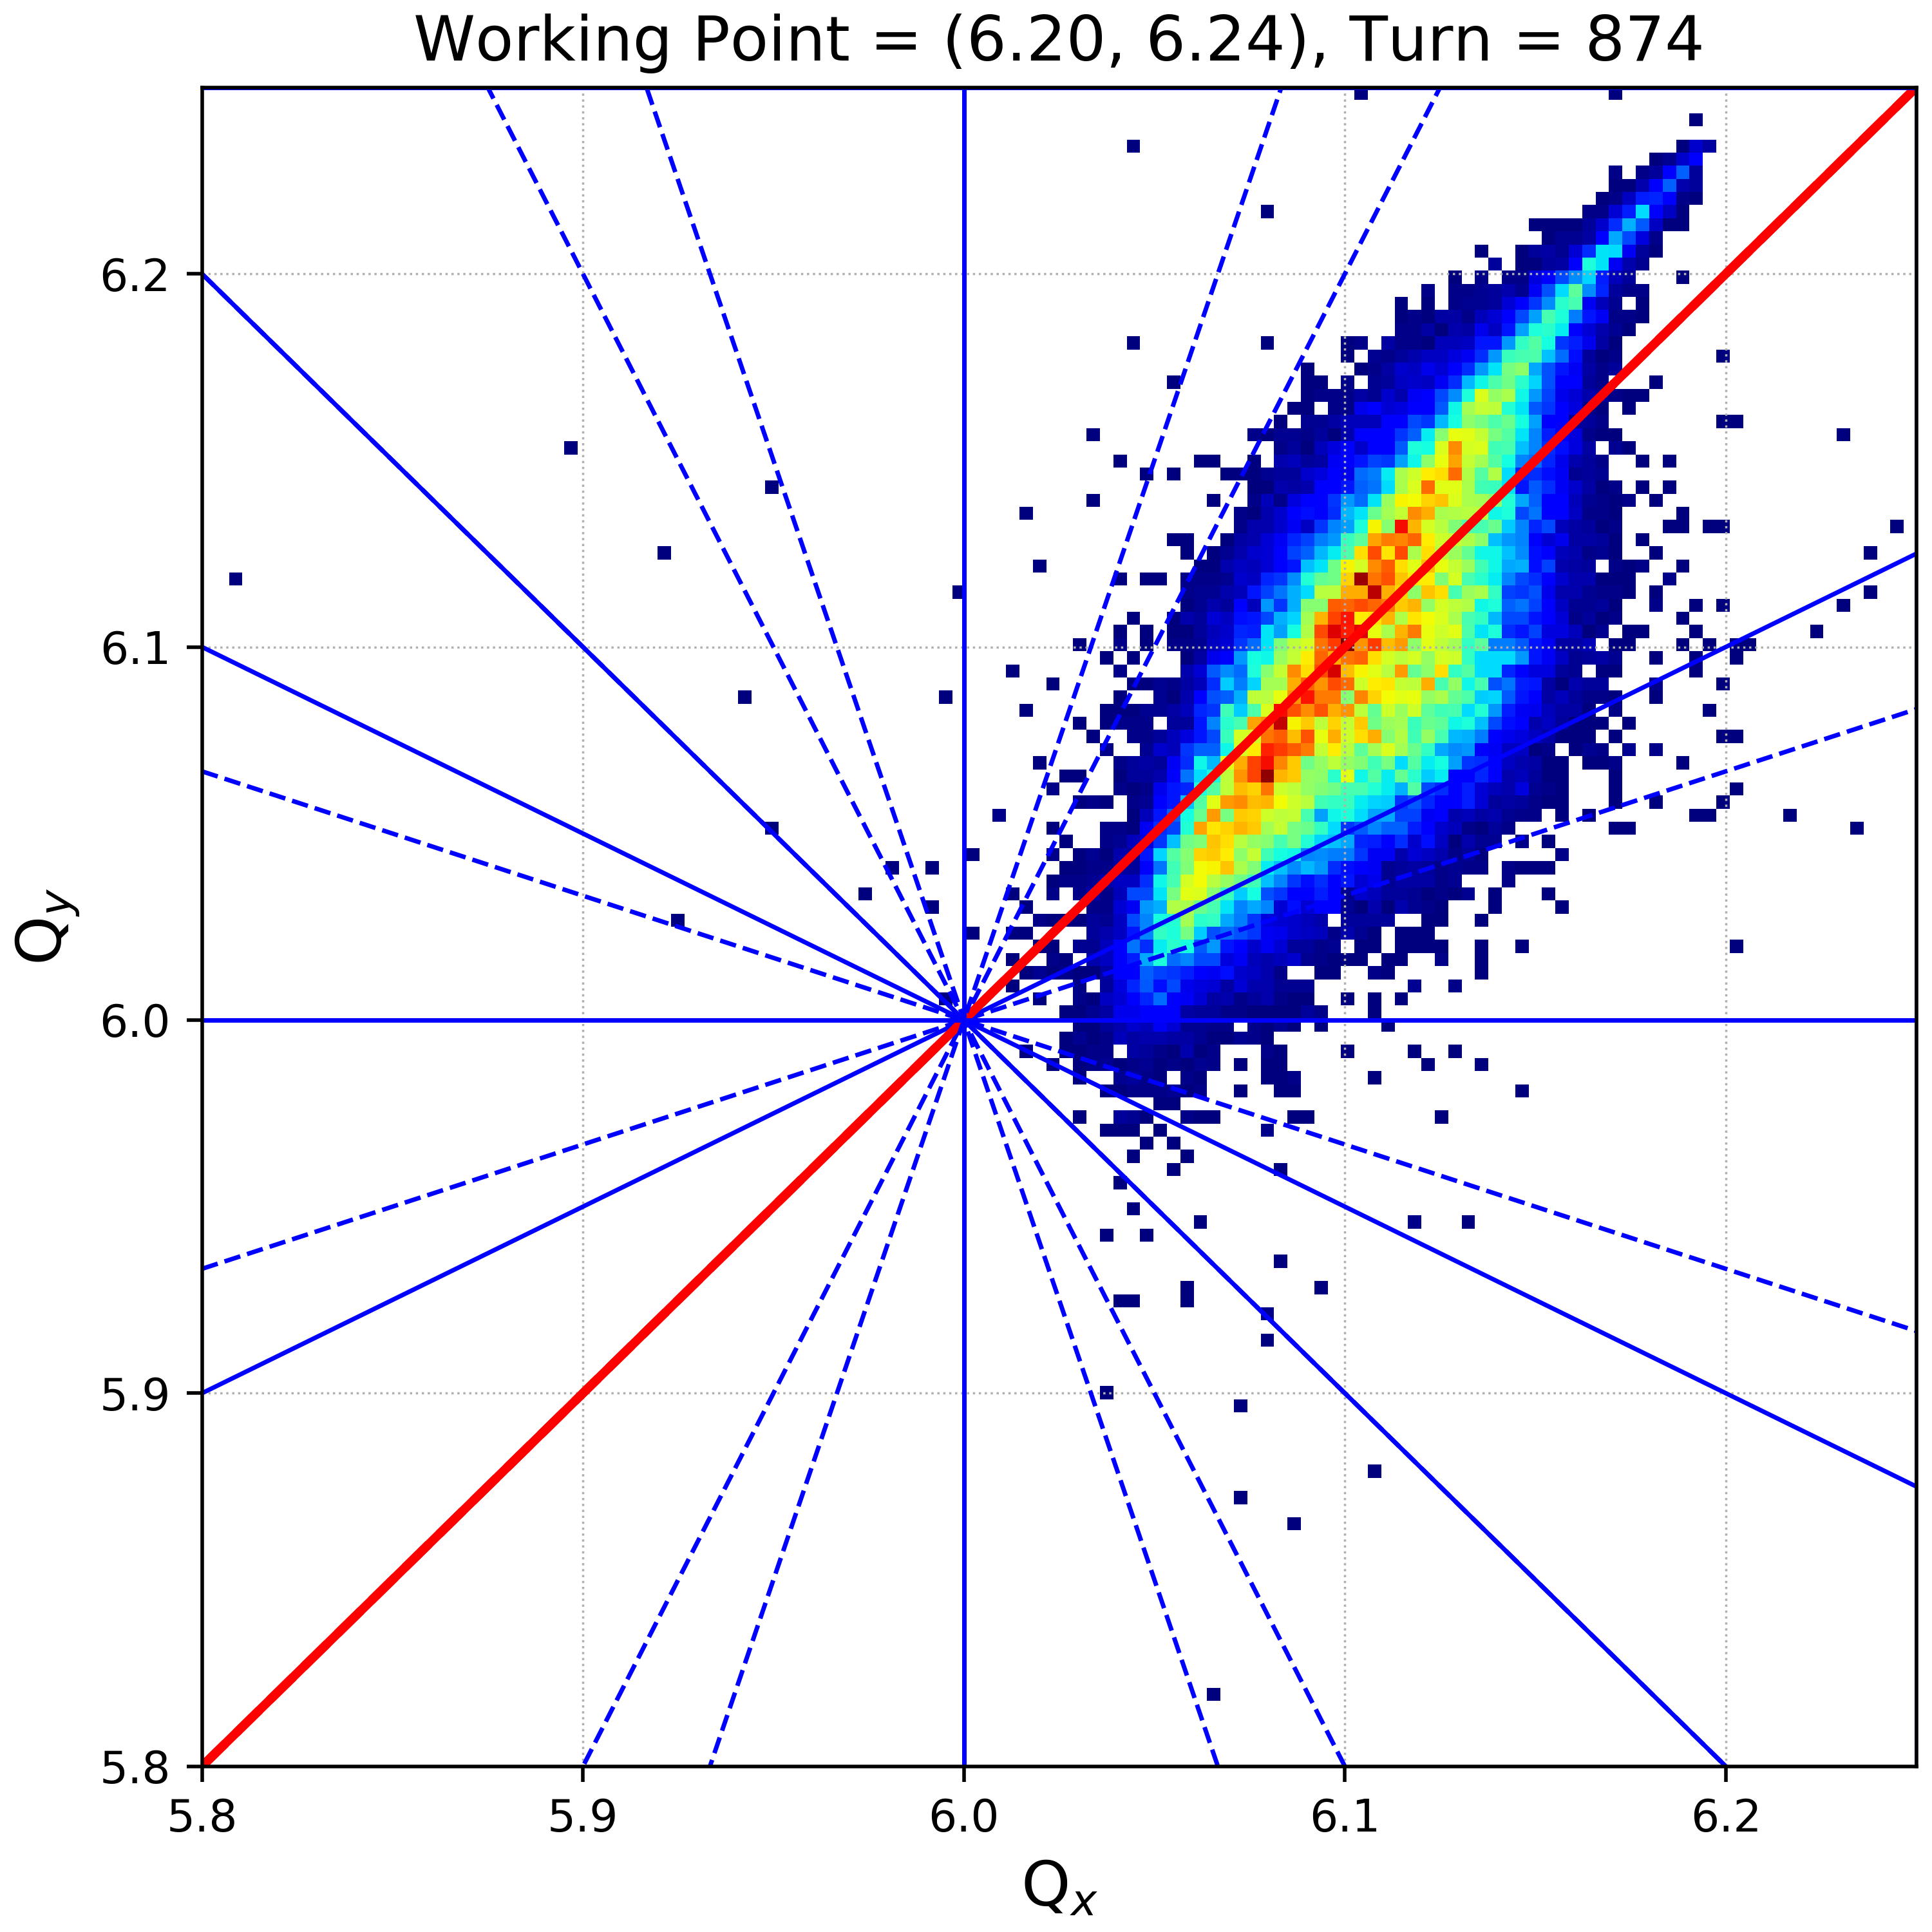 Working Point = (6.20, 6.24), Turn = 874
6.2
6.1
6.0
5.9
5.8
Qy
5.8 5.9 6.0 6.1 6.2
Qx